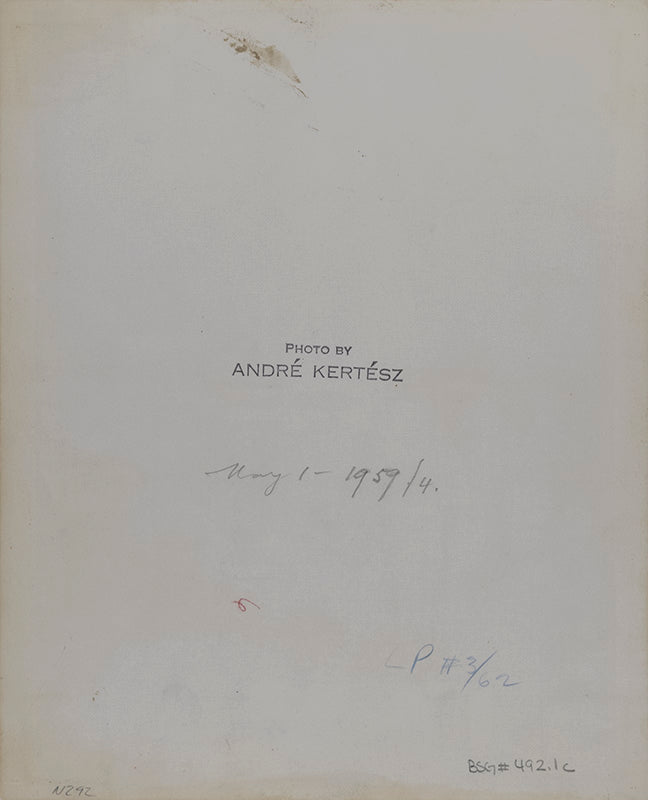 PHOTO BY
ANDRÉ KERTÉSZ
May 1 - 1959/4.
LP #3/62
BSG# 492.1c
N292